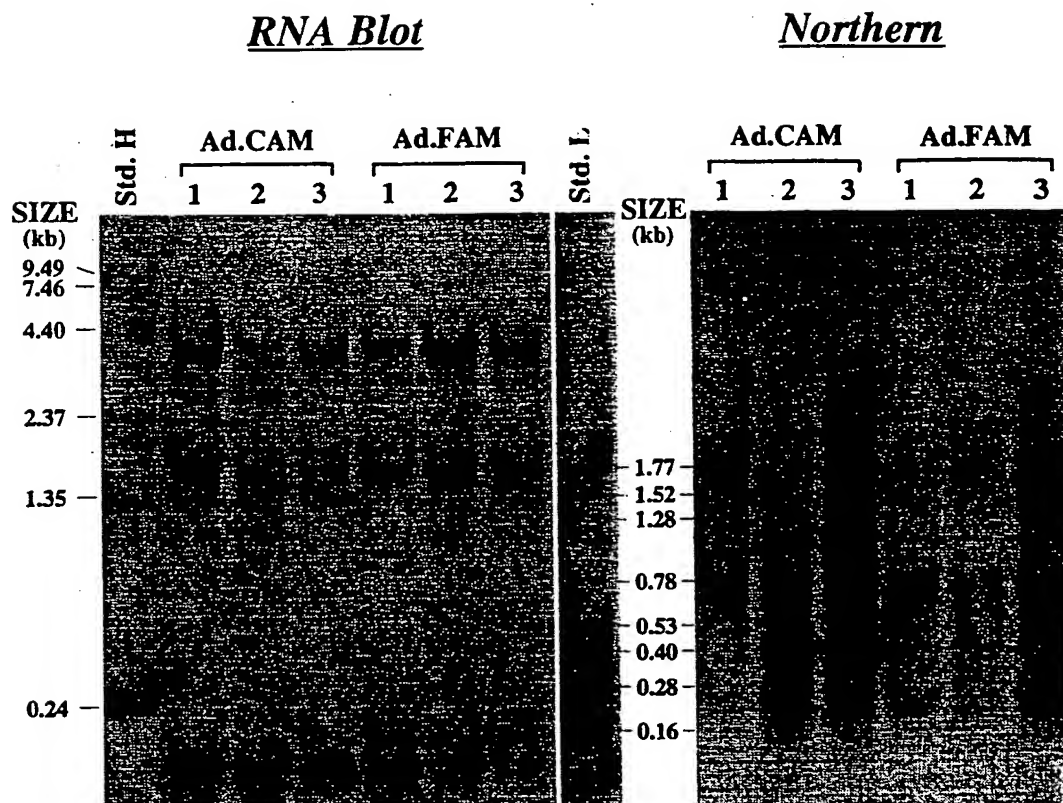 RNA Blot
Northern
Std. H
Ad.CAM
Ad.FAM
1 2 3 1 2 3
Std. L
SIZE
(kb)
9.49
7.46
4.40
2.37
1.35
0.24
SIZE
(kb)
1.77
1.52
1.28
0.78
0.53
0.40
0.28
0.16
Ad.CAM
Ad.FAM
1 2 3 1 2 3